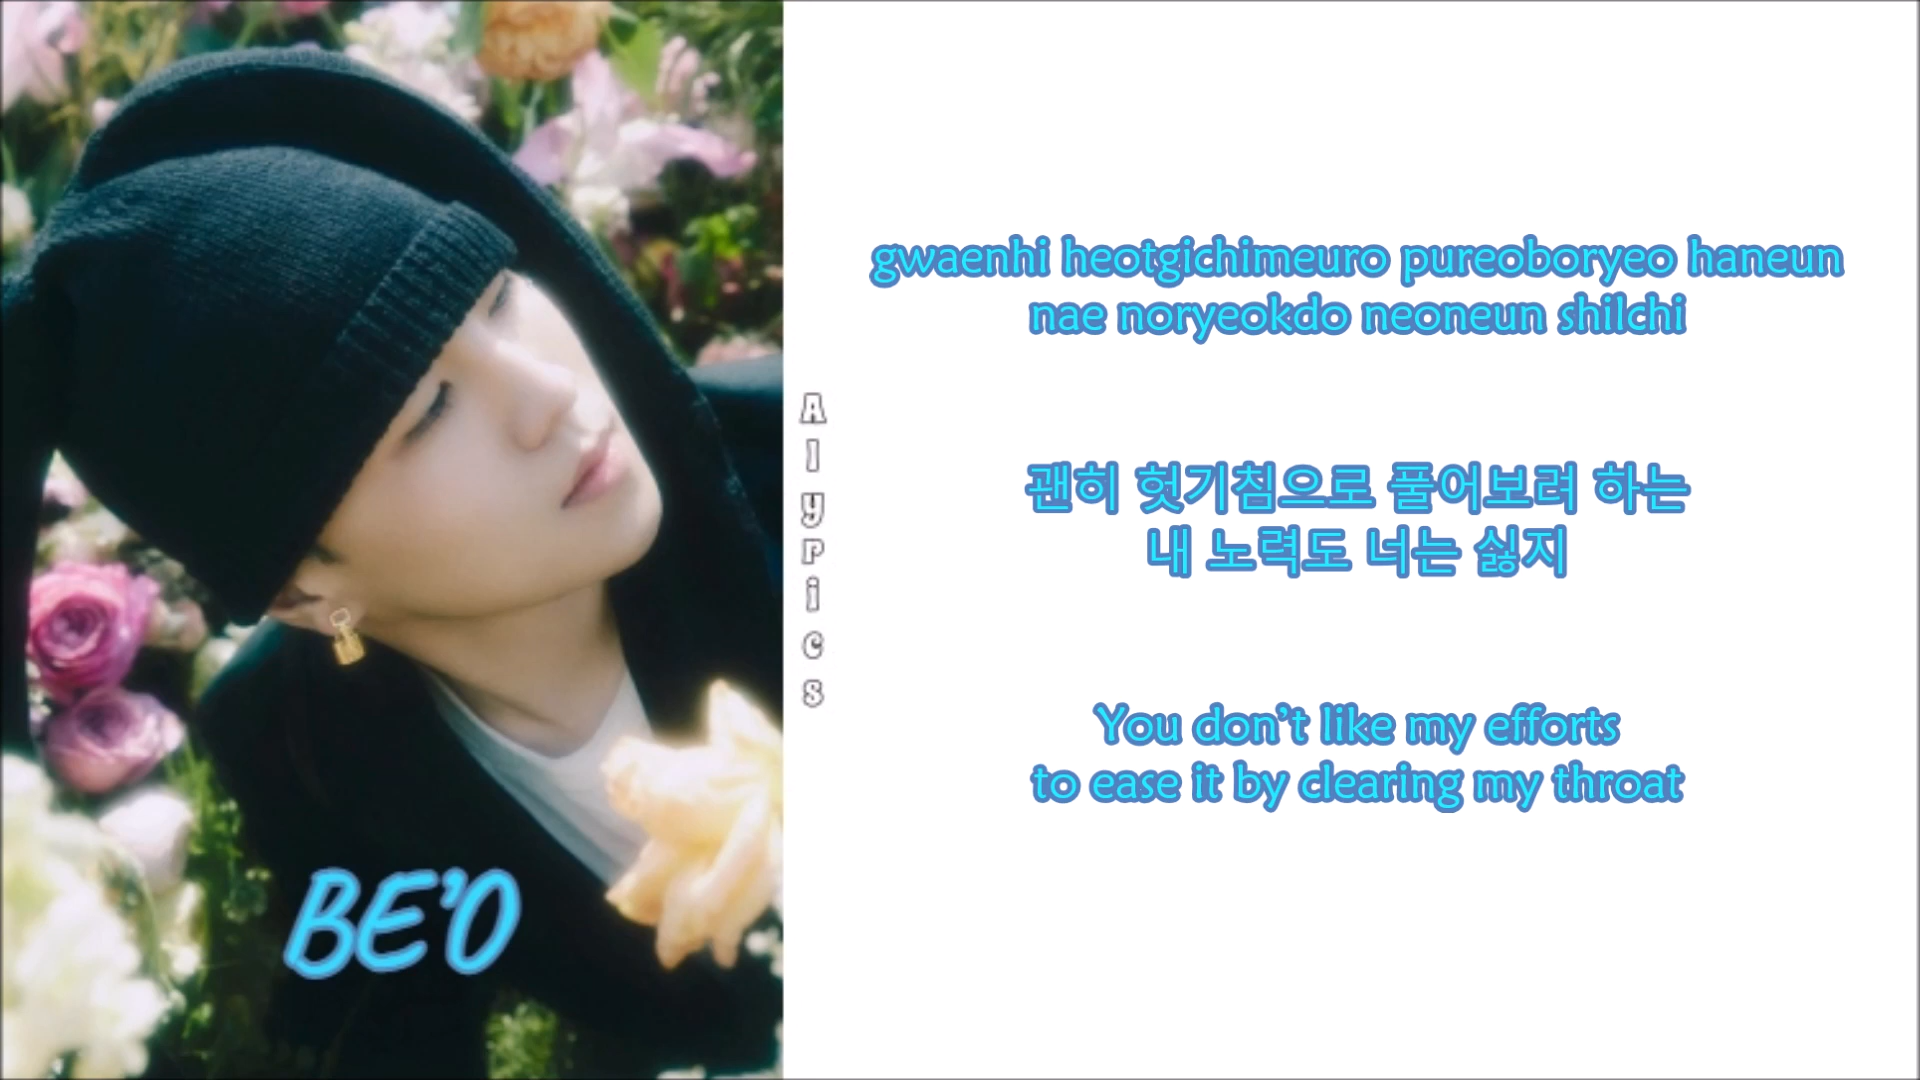 BE'O
Alypics
gwaenhi heotgichimeuro pureoboryeo haneun
nae noryeokdo neoneun shilchi
괜히 헛기침으로 풀어보려 하는
내 노력도 너는 싫지
You don't like my efforts
to ease it by clearing my throat